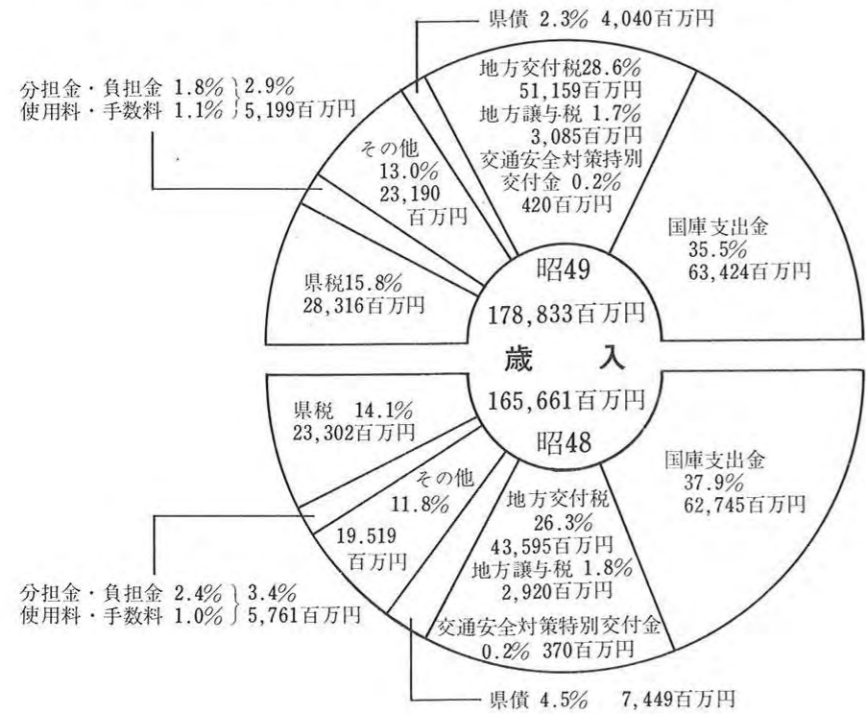 県債 2.3% 4,040百万円
分担金・負担金 1.8%
使用料・手数料 1.1%
2.9%
5,199百万円
地方交付税28.6%
51,159百万円
地方譲与税 1.7%
3,085百万円
交通安全対策持別
交付金 0.2%
420百万円
その他
13.0%
23,190
百万円
国庫支出金
35.5%
63,424百万円
県税15.8%
28,316百万円
昭49
178,833百万円
歳 入
165,661百万円
昭48
県税 14.1%
23,302百万円
国庫支出金
37.9%
62,745百万円
その他
11.8%
19.519
百万円
地方交付税
26.3%
43,595百万円
地方譲与税 1.8%
2,920百万円
交通安全対策特別交付金
0.2% 370百万円
分担金・負担金 2.4%
使用料・手数料 1.0%
3.4%
5,761百万円
県債 4.5% 7,449百万円